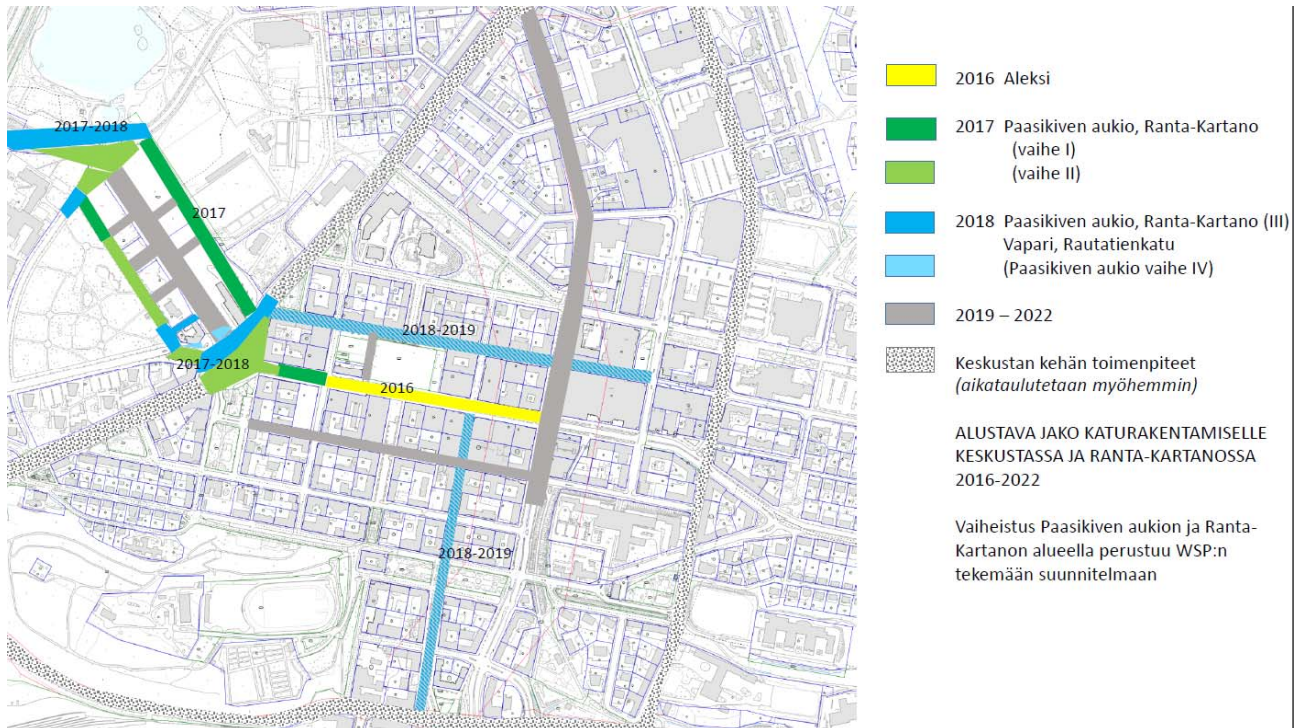 2017-2018
2017
2018-2019
2017-2018
2016
2018-2019
2016 Aleksi
2017 Paasikiven aukio, Ranta-Kartano
(vaihe I)
(vaihe II)
2018 Paasikiven aukio, Ranta-Kartano (III)
Vapari, Rautatienkatu
(Paasikiven aukio vaihe IV)
2019 – 2022
Keskustan kehän toimenpiteet
(aikataulutetaan myöhemmin)
ALUSTAVA JAKO KATURAKENTAMISELLE
KESKUSTASSA JA RANTA-KARTANOSSA
2016-2022
Vaiheistus Paasikiven aukion ja Ranta-
Kartanon alueella perustuu WSP:n
tekemään suunnitelmaan